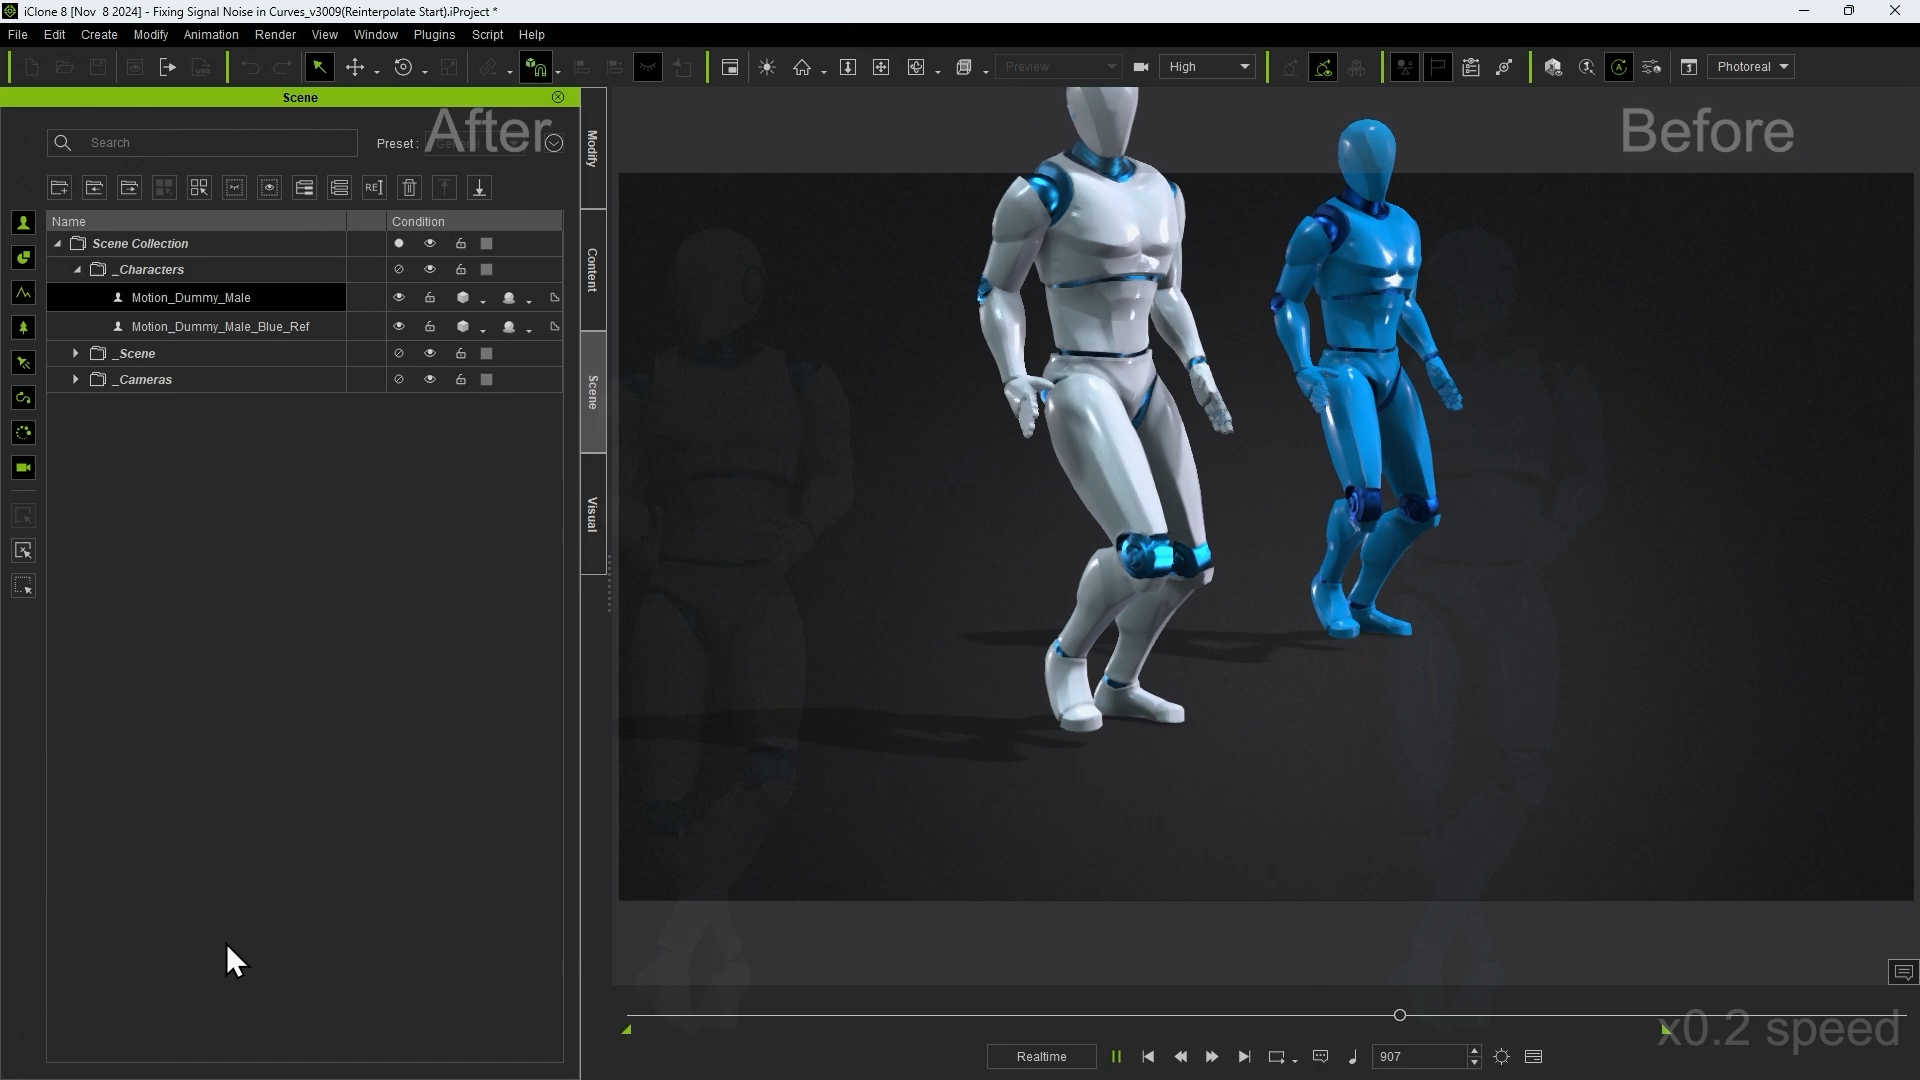 iClone 8 [Nov 8 2024] - Fixing Signal Noise in Curves_v3009(Reinterpolate Start).iProject *
File Edit Create Modify Animation Render View Window Plugins Script Help
Preview
High
Photoreal
Scene
After
Before
Search
Preset :
General
RE
Name
Condition
Scene Collection
_Characters
Motion_Dummy_Male
Motion_Dummy_Male_Blue_Ref
_Scene
_Cameras
Modify
Content
Scene
Visual
x0.2 speed
Realtime
907